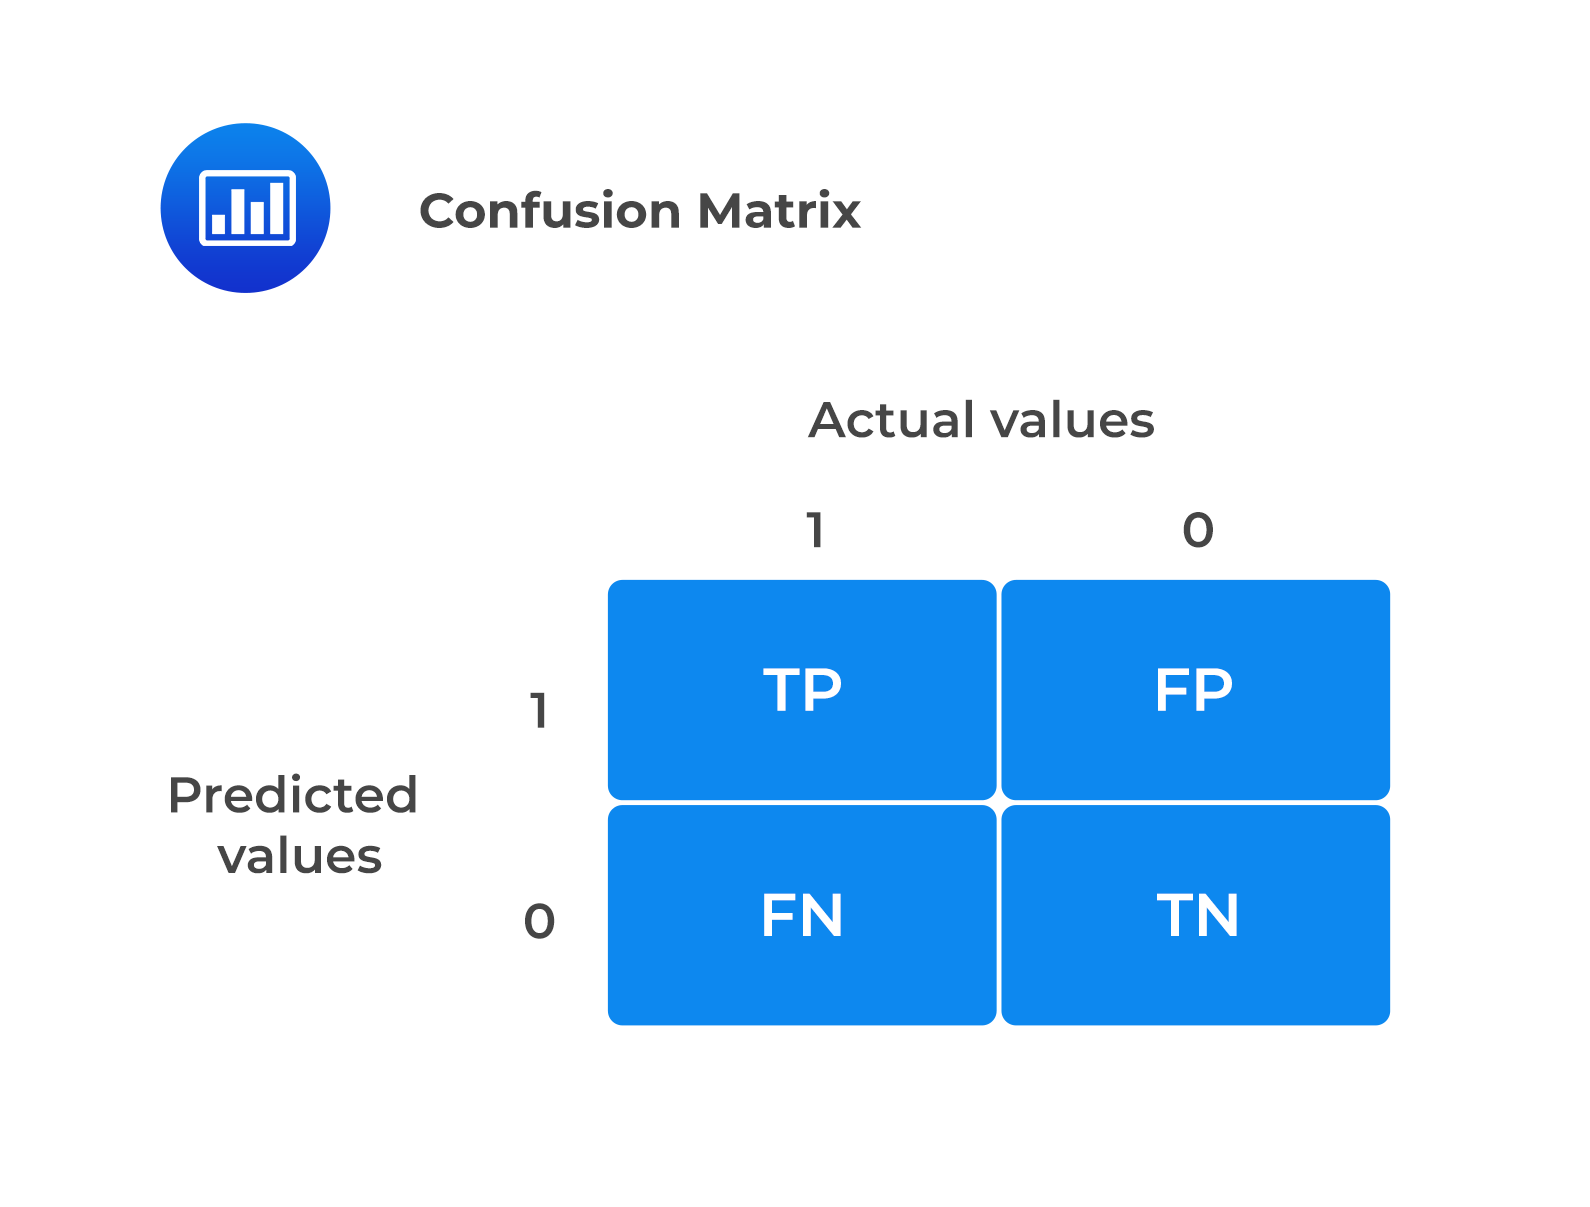 Confusion Matrix
Actual values
1 0
1 TP FP
Predicted
values
0 FN TN